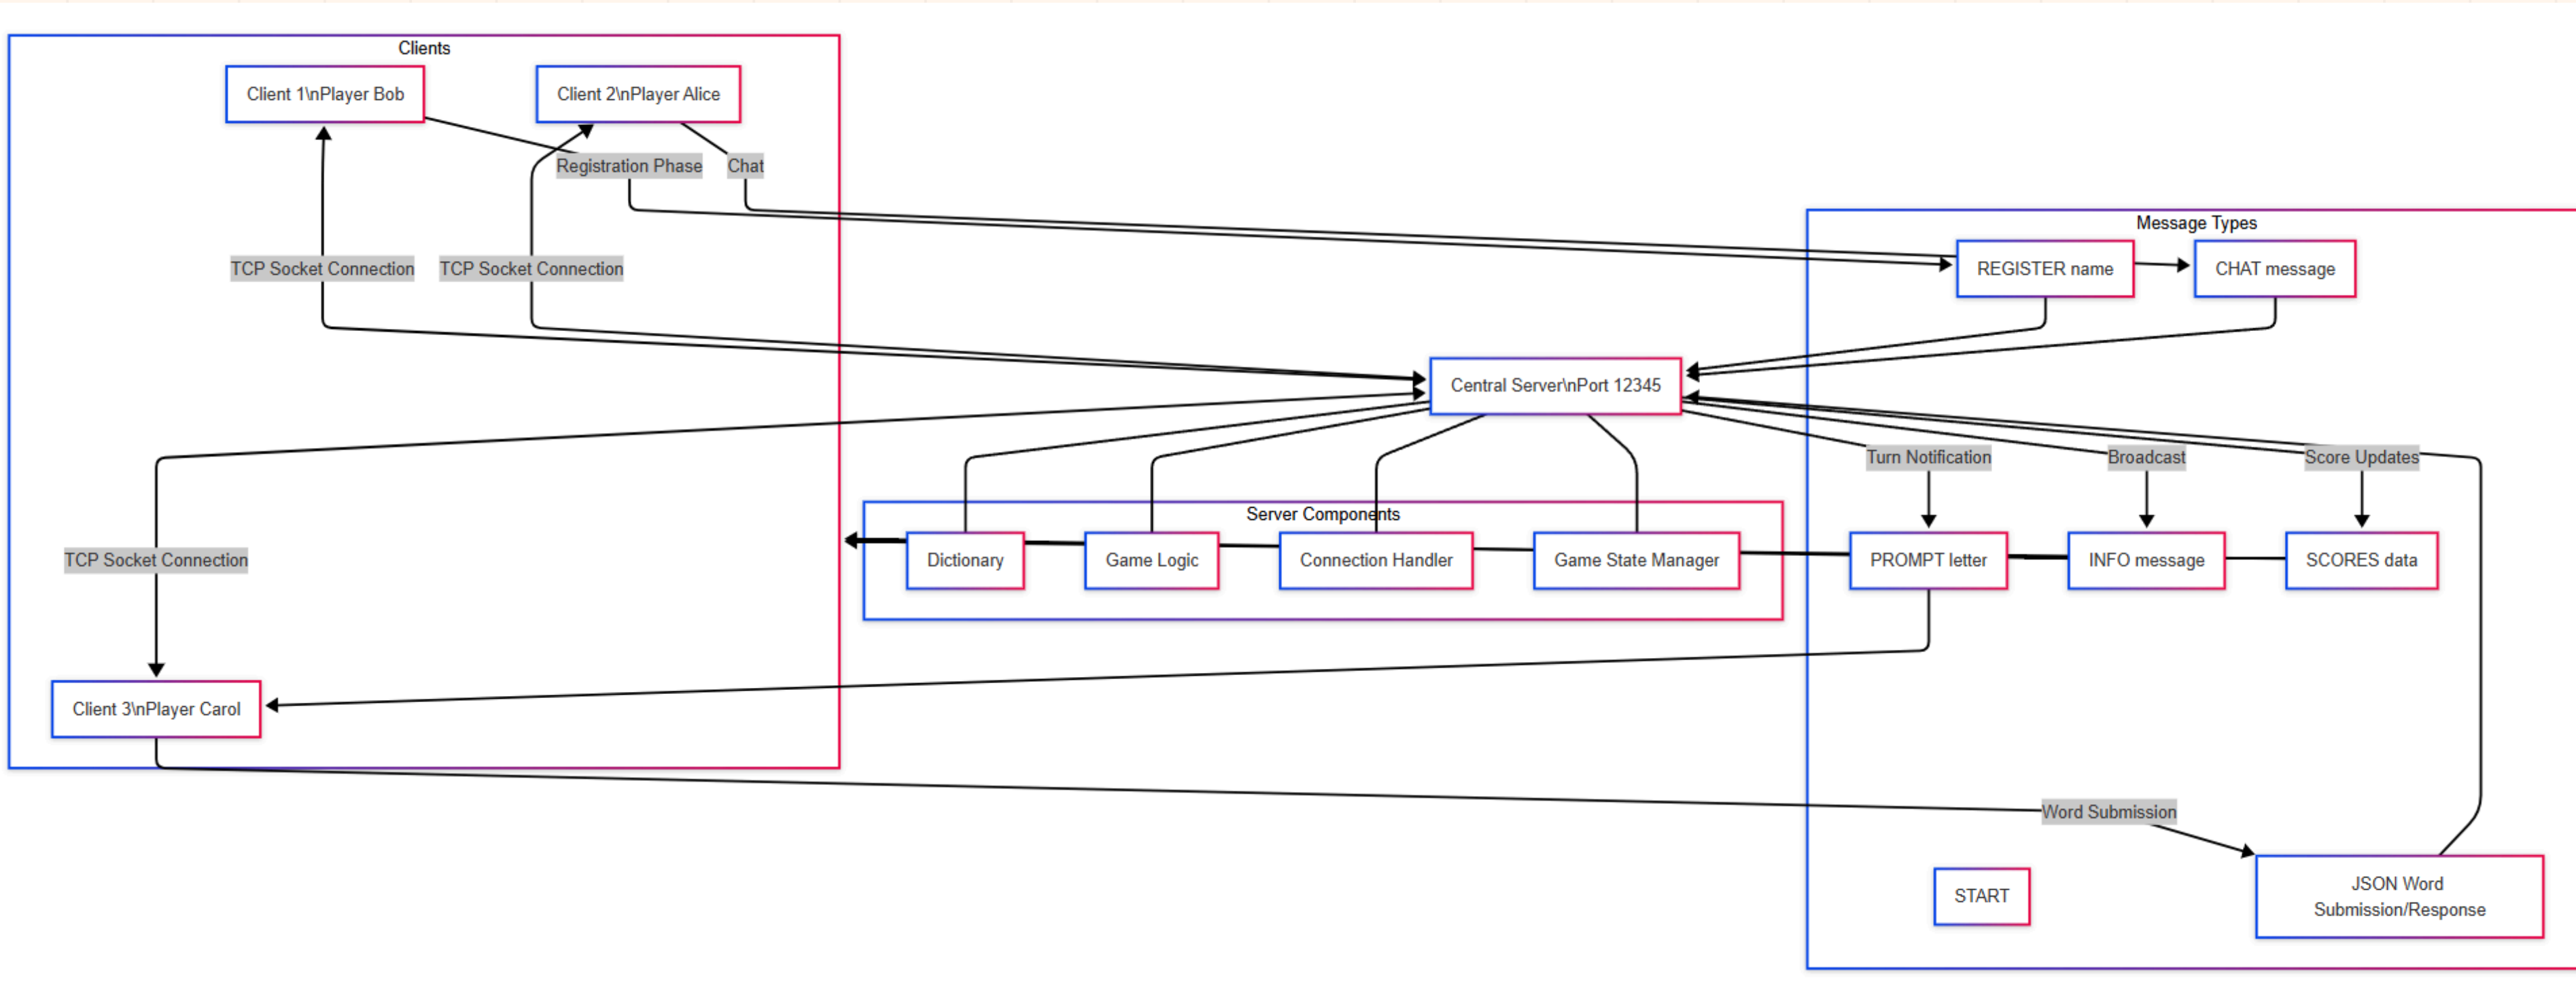 Clients
Client 1\nPlayer Bob
Client 2\nPlayer Alice
Registration Phase
Chat
TCP Socket Connection
TCP Socket Connection
Message Types
REGISTER name
CHAT message
Central Server\nPort 12345
Turn Notification
Broadcast
Score Updates
Server Components
TCP Socket Connection
Dictionary
Game Logic
Connection Handler
Game State Manager
PROMPT letter
INFO message
SCORES data
Client 3\nPlayer Carol
Word Submission
START
JSON Word
Submission/Response